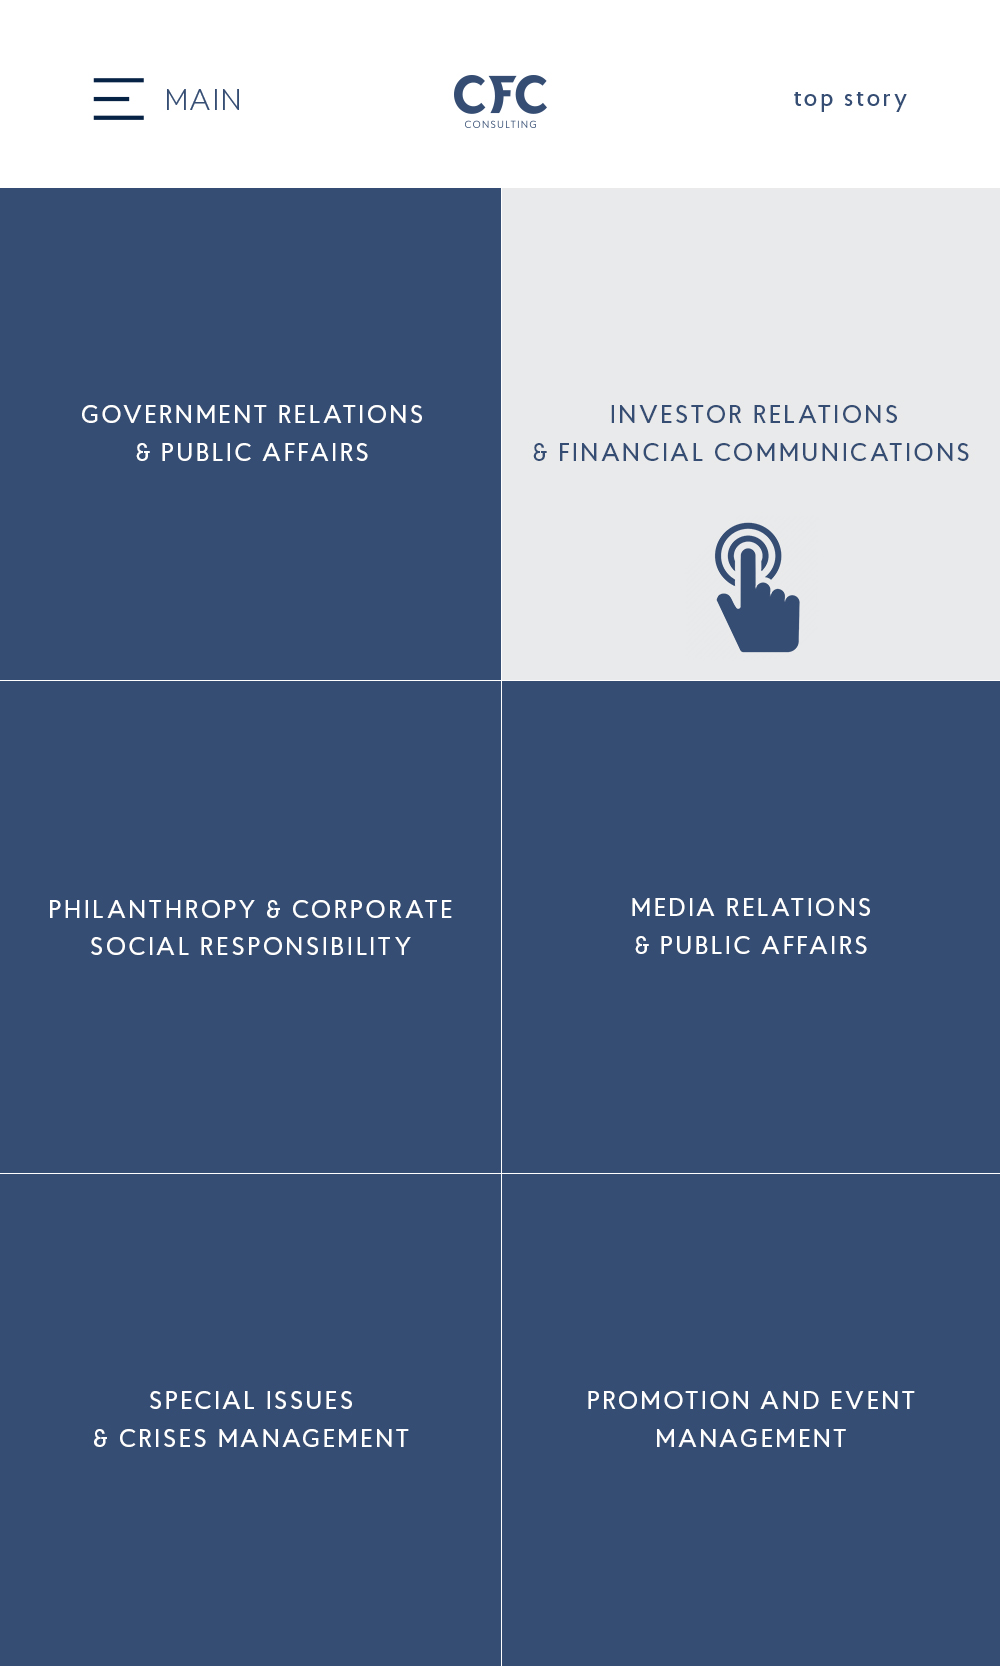 MAIN
CFC
CONSULTING
top story
GOVERNMENT RELATIONS
& PUBLIC AFFAIRS
INVESTOR RELATIONS
& FINANCIAL COMMUNICATIONS
PHILANTHROPY & CORPORATE
SOCIAL RESPONSIBILITY
MEDIA RELATIONS
& PUBLIC AFFAIRS
SPECIAL ISSUES
& CRISES MANAGEMENT
PROMOTION AND EVENT
MANAGEMENT